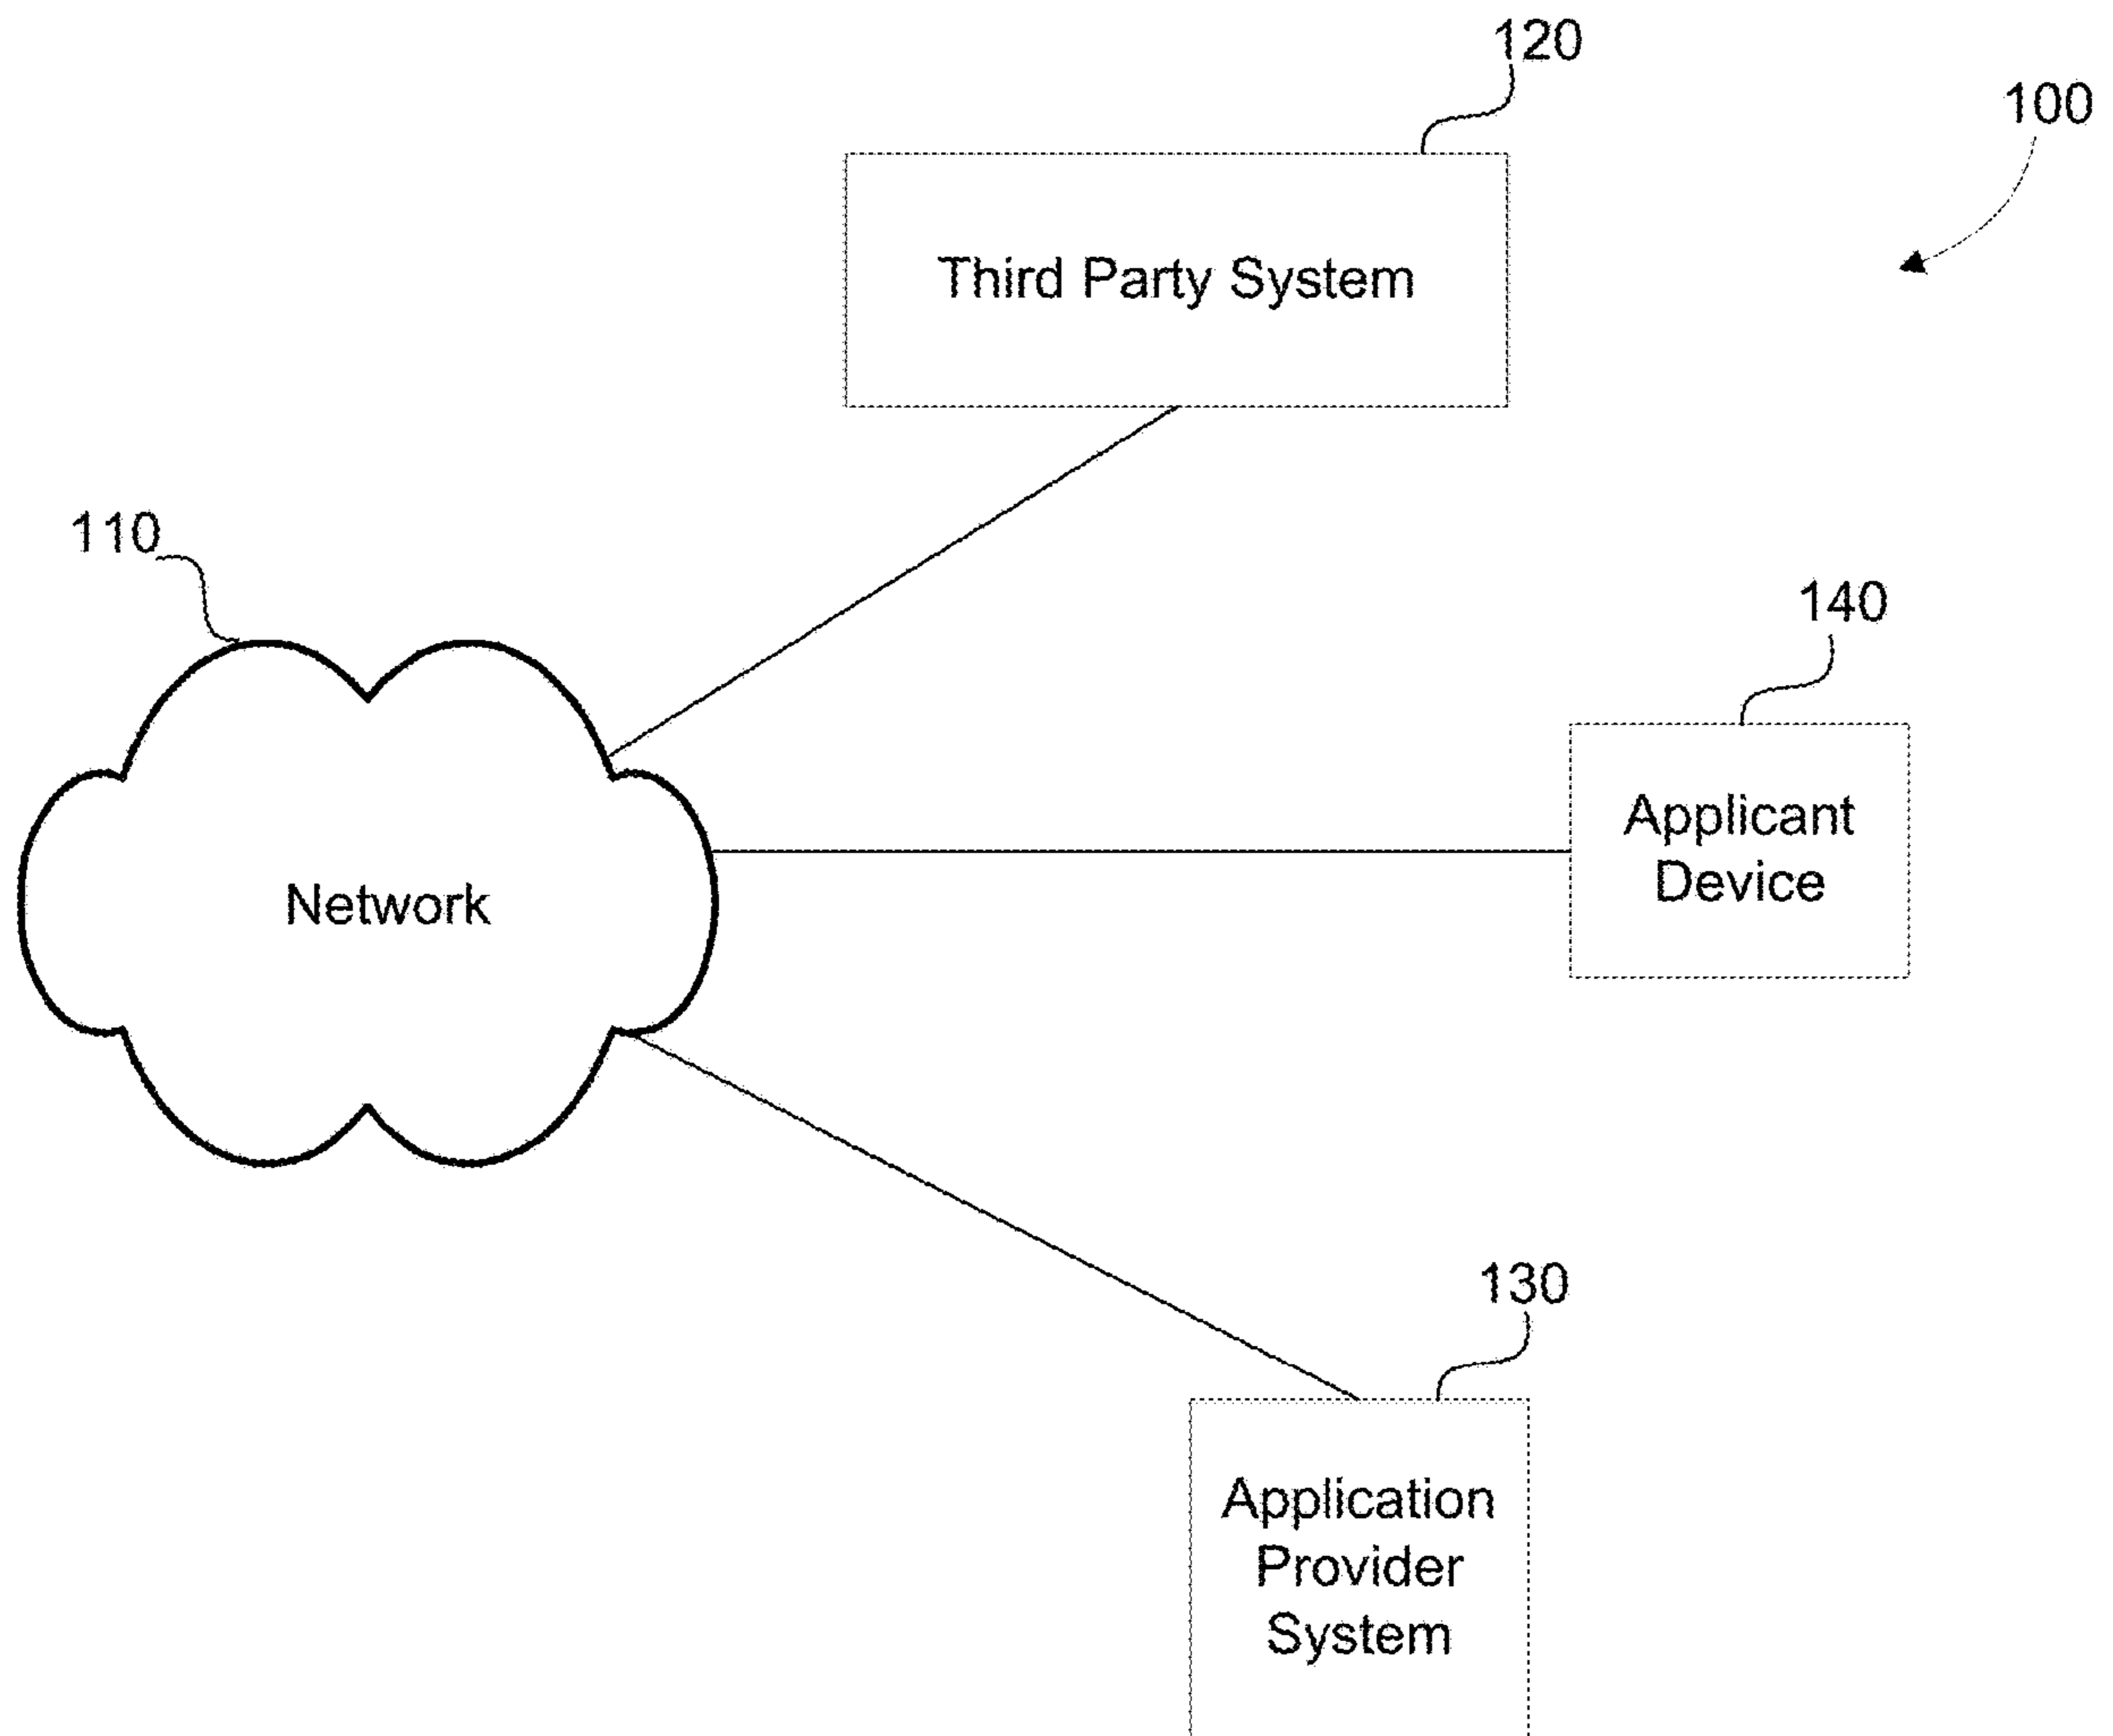 120
100
Third Party System
110
140
Applicant
Device
Network
130
Application
Provider
System